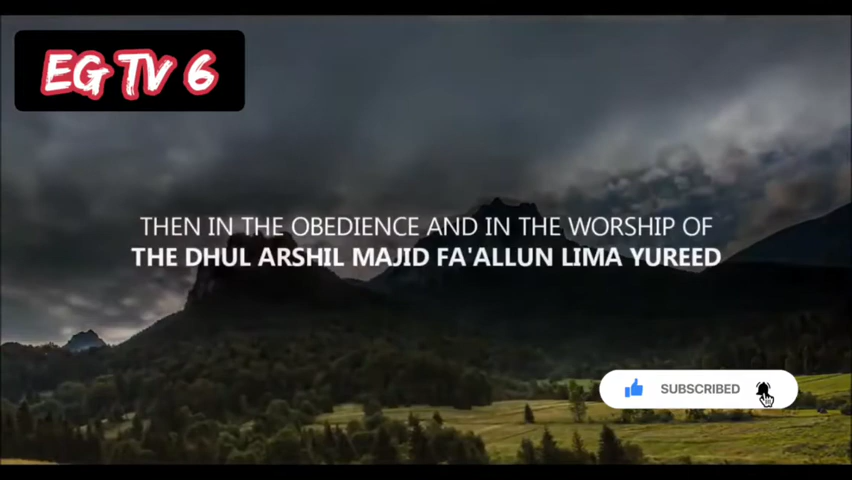 EG TV 6
THEN IN THE OBEDIENCE AND IN THE WORSHIP OF
THE DHUL ARSHIL MAJID FA'ALLUN LIMA YUREED
SUBSCRIBED